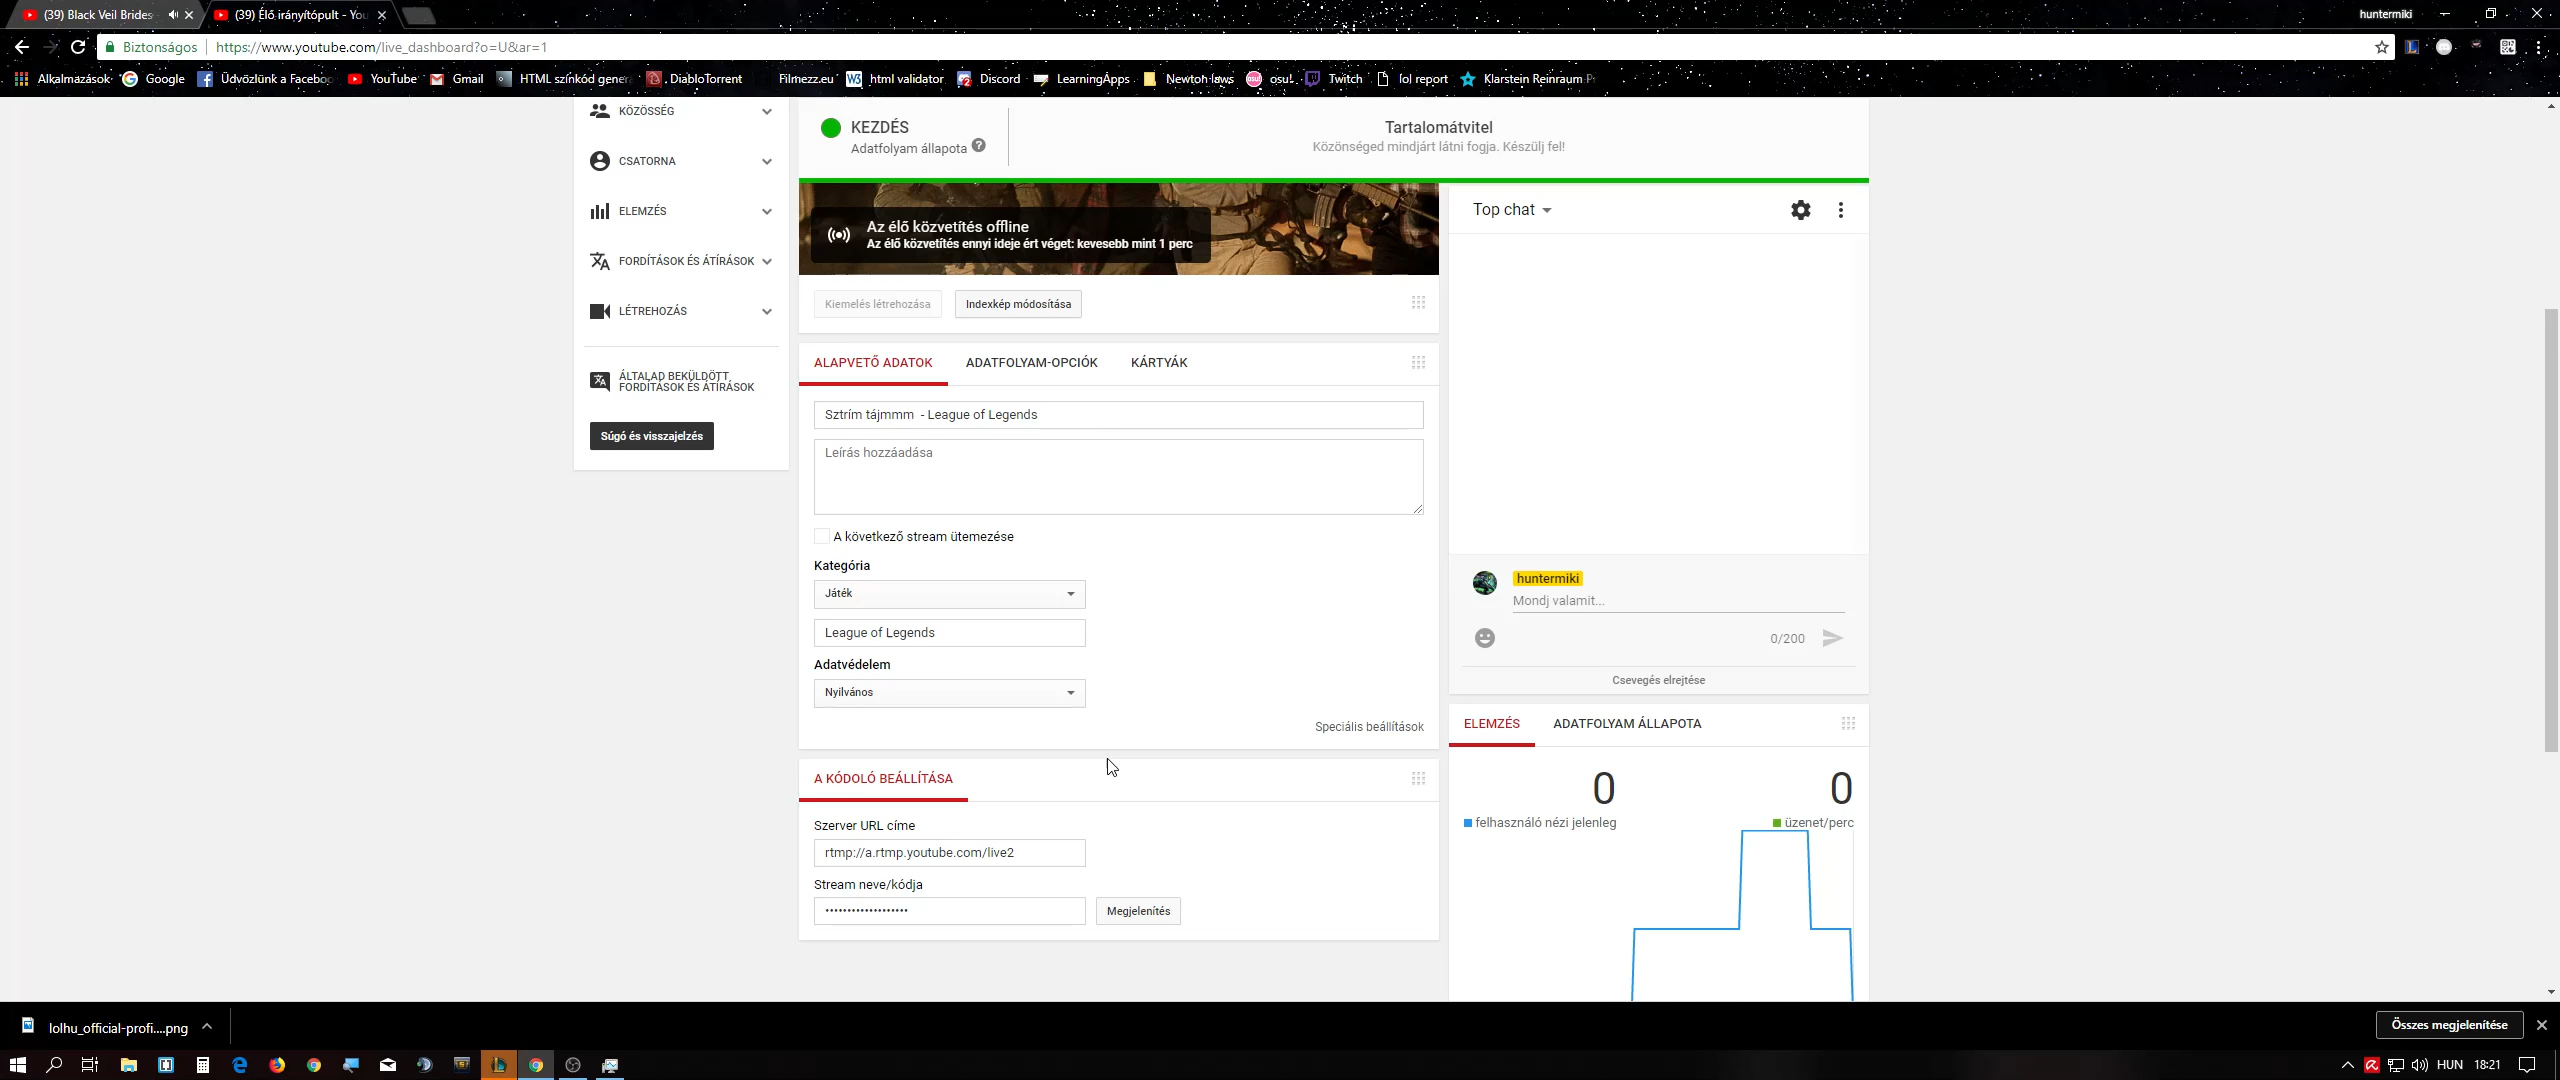 (39) Black Veil Brides
(39) Élő irányítópult - You
huntermiki
Biztonságos
https://www.youtube.com/live_dashboard?o=U&ar=1
Alkalmazások
Google
Üdvözlünk a Faceboo
YouTube
Gmail
HTML színkód gener
DiabloTorrent
Filmezz.eu
html validator
Discord
LearningApps
Newton laws
osu!
Twitch
lol report
Klarstein Reinraum P
KÖZÖSSÉG
CSATORNA
ELEMZÉS
FORDÍTÁSOK ÉS ÁTÍRÁSOK
LÉTREHOZÁS
ÁLTALAD BEKÜLDÖTT
FORDÍTÁSOK ÉS ÁTÍRÁSOK
Súgó és visszajelzés
KEZDÉS
Adatfolyam állapota
Tartalomátvitel
Közönséged mindjárt látni fogja. Készülj fel!
Az élő közvetítés offline
Az élő közvetítés ennyi ideje ért véget: kevesebb mint 1 perc
Kiemelés létrehozása
Indexkép módosítása
ALAPVETŐ ADATOK
ADATFOLYAM-OPCIÓK
KÁRTYÁK
Sztrím tájmmm  - League of Legends
Leírás hozzáadása
A következő stream ütemezése
Kategória
Játék
League of Legends
Adatvédelem
Nyilvános
Speciális beállítások
A KÓDOLÓ BEÁLLÍTÁSA
Szerver URL címe
rtmp://a.rtmp.youtube.com/live2
Stream neve/kódja
•••••••••••••••••••
Megjelenítés
Top chat
huntermiki
Mondj valamit...
0/200
Csevegés elrejtése
ELEMZÉS
ADATFOLYAM ÁLLAPOTA
0
0
felhasználó nézi jelenleg
üzenet/perc
lolhu_official-profi....png
Összes megjelenítése
HUN
18:21